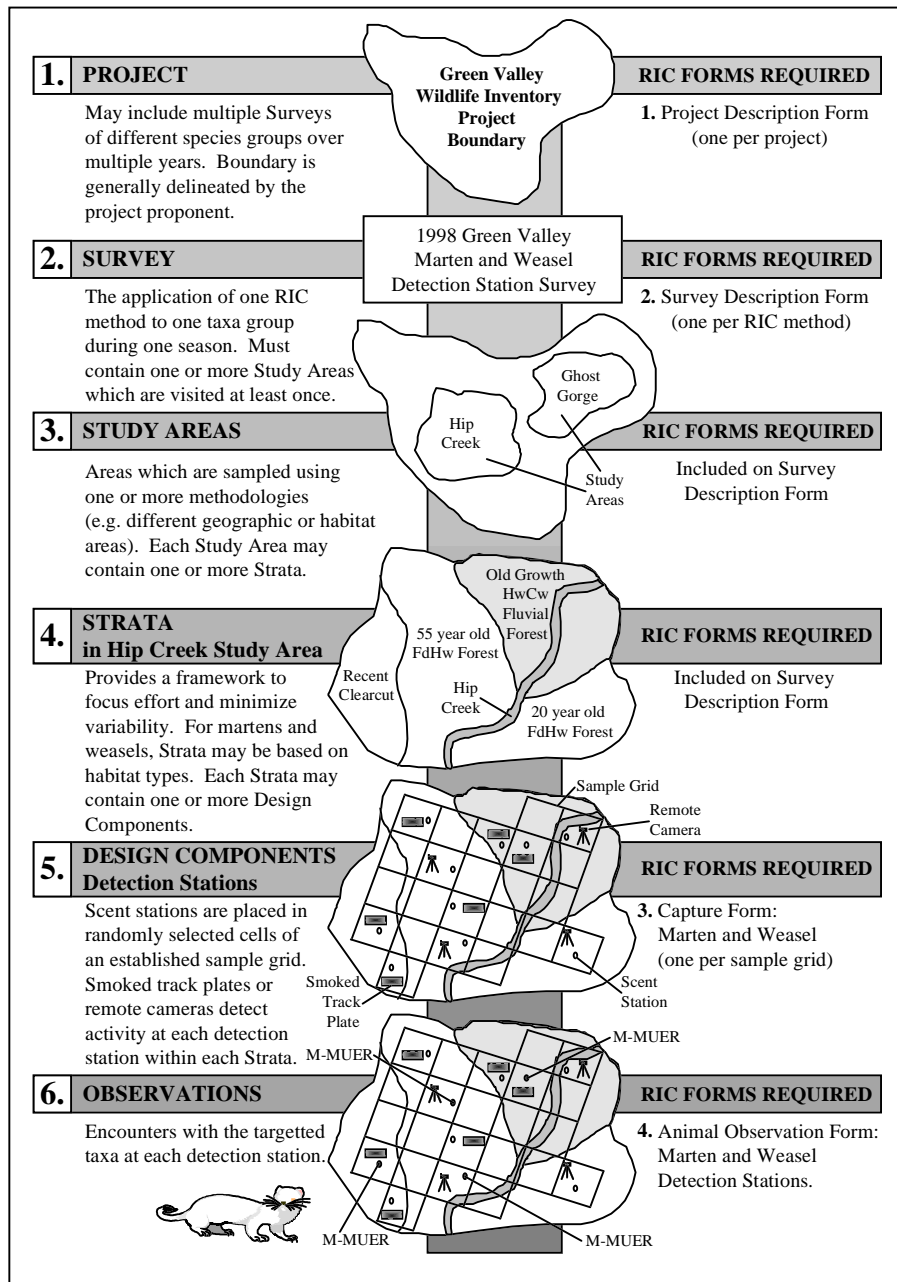 1. PROJECT
May include multiple Surveys
of different species groups over
multiple years. Boundary is
generally delineated by the
project proponent.
Green Valley
Wildlife Inventory
Project
Boundary
RIC FORMS REQUIRED
1. Project Description Form
(one per project)
2. SURVEY
The application of one RIC
method to one taxa group
during one season. Must
contain one or more Study Areas
which are visited at least once.
1998 Green Valley
Marten and Weasel
Detection Station Survey
RIC FORMS REQUIRED
2. Survey Description Form
(one per RIC method)
Ghost
Gorge
Hip
Creek
Study
Areas
3. STUDY AREAS
Areas which are sampled using
one or more methodologies
(e.g. different geographic or habitat
areas). Each Study Area may
contain one or more Strata.
RIC FORMS REQUIRED
Included on Survey
Description Form
4. STRATA
in Hip Creek Study Area
Provides a framework to
focus effort and minimize
variability. For martens and
weasels, Strata may be based on
habitat types. Each Strata may
contain one or more Design
Components.
Old Growth
HwCw
Fluvial
Forest
55 year old
FdHw Forest
Recent
Clearcut
Hip
Creek
20 year old
FdHw Forest
RIC FORMS REQUIRED
Included on Survey
Description Form
5. DESIGN COMPONENTS
Detection Stations
Scent stations are placed in
randomly selected cells of
an established sample grid.
Smoked track plates or
remote cameras detect
activity at each detection
station within each Strata.
Sample Grid
Remote
Camera
Smoked
Track
Plate
Scent
Station
RIC FORMS REQUIRED
3. Capture Form:
Marten and Weasel
(one per sample grid)
6. OBSERVATIONS
Encounters with the targetted
taxa at each detection station.
M-MUER
M-MUER
M-MUER
M-MUER
RIC FORMS REQUIRED
4. Animal Observation Form:
Marten and Weasel
Detection Stations.